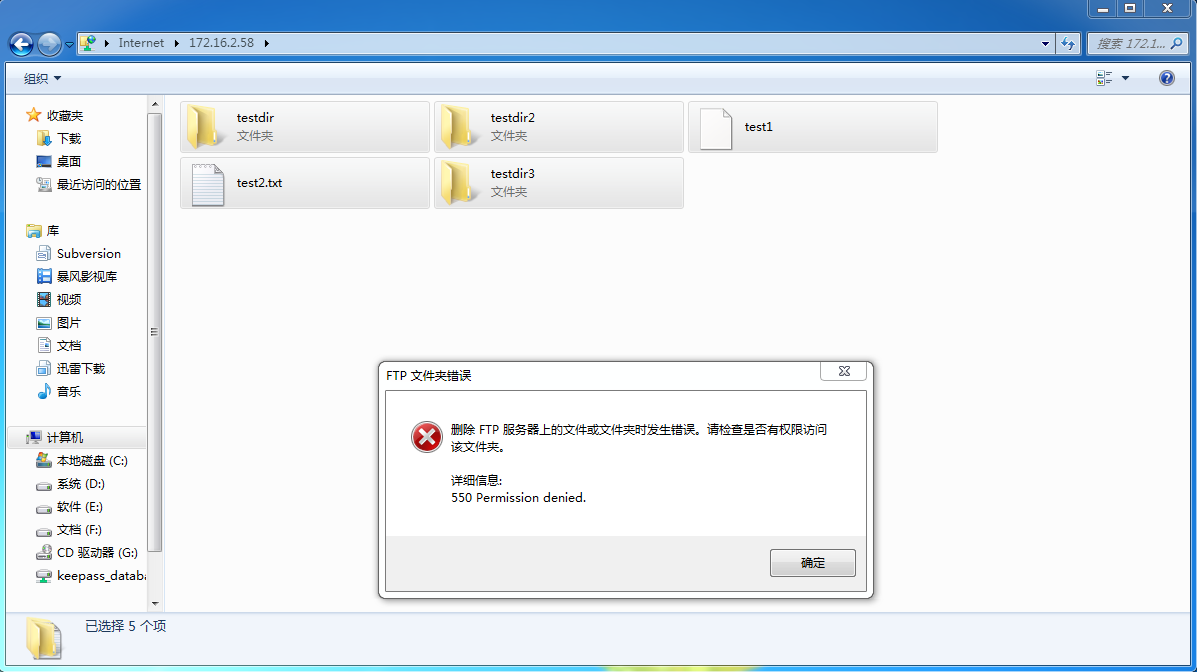 Internet
172.16.2.58
搜索 172.1...
组织
收藏夹
下载
桌面
最近访问的位置
库
Subversion
暴风影视库
视频
图片
文档
迅雷下载
音乐
计算机
本地磁盘 (C:)
系统 (D:)
软件 (E:)
文档 (F:)
CD 驱动器 (G:)
keepass_databa
testdir
文件夹
testdir2
文件夹
test1
test2.txt
testdir3
文件夹
FTP 文件夹错误
删除 FTP 服务器上的文件或文件夹时发生错误。请检查是否有权限访问
该文件夹。
详细信息:
550 Permission denied.
确定
已选择 5 个项